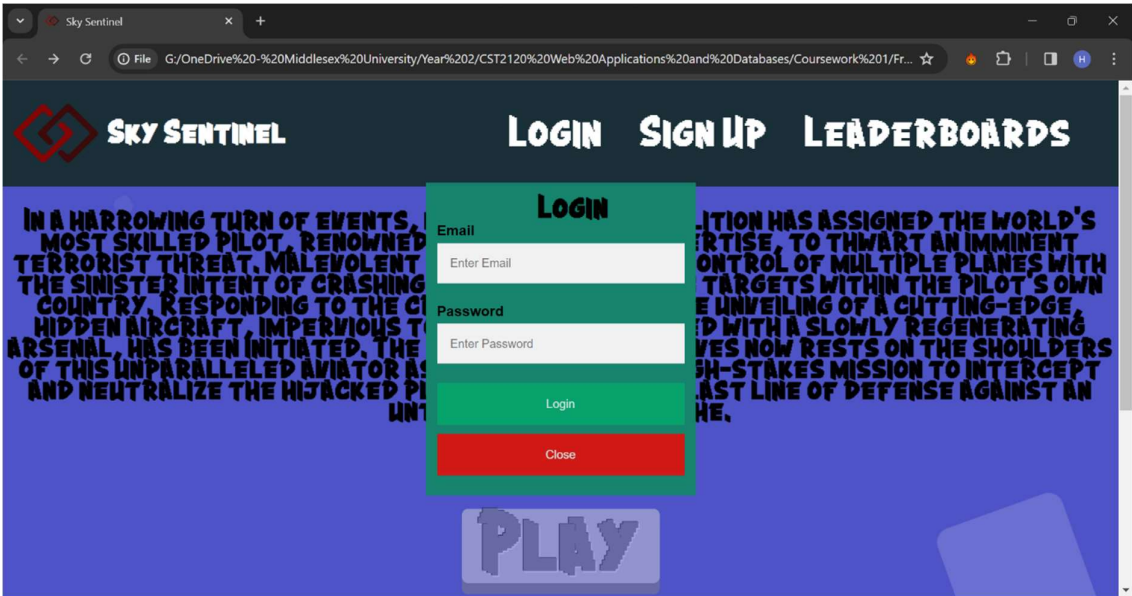 Sky Sentinel
File G:/OneDrive%20-%20Middlesex%20University/Year%202/CST2120%20Web%20Applications%20and%20Databases/Coursework%201/Fr...
H
SKY SENTINEL
LOGIN SIGN UP LEADERBOARDS
LOGIN
Email
Enter Email
Password
Enter Password
Login
Close
IN A HARROWING TURN OF EVENTS, LITION HAS ASSIGNED THE WORLD'S
MOST SKILLED PILOT, RENOWNED ERTISE, TO THWART AN IMMINENT
TERRORIST THREAT. MALEVOLENT ONTROL OF MULTIPLE PLANES WITH
THE SINISTER INTENT OF CRASHING TARGETS WITHIN THE PILOT'S OWN
COUNTRY. RESPONDING TO THE C E UNVEILING OF A CUTTING-EDGE,
HIDDEN AIRCRAFT, IMPERVIOUS T D WITH A SLOWLY REGENERATING
ARSENAL, HAS BEEN INITIATED. THE VES NOW RESTS ON THE SHOULDERS
OF THIS UNPARALLELED AVIATOR AS GH-STAKES MISSION TO INTERCEPT
AND NEUTRALIZE THE HIJACKED PL LAST LINE OF DEFENSE AGAINST AN
UNT HE.
PLAY